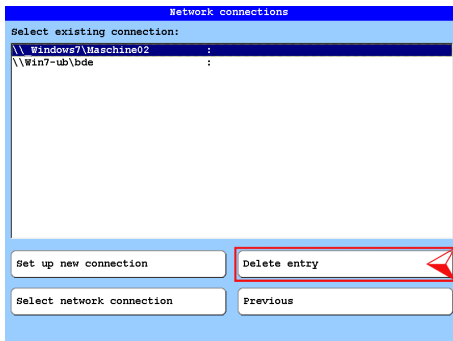 Network connections
Select existing connection:
\\_Windows7\Maschine02 :
\\Win7-ub\bde :
Set up new connection
Delete entry
Select network connection
Previous